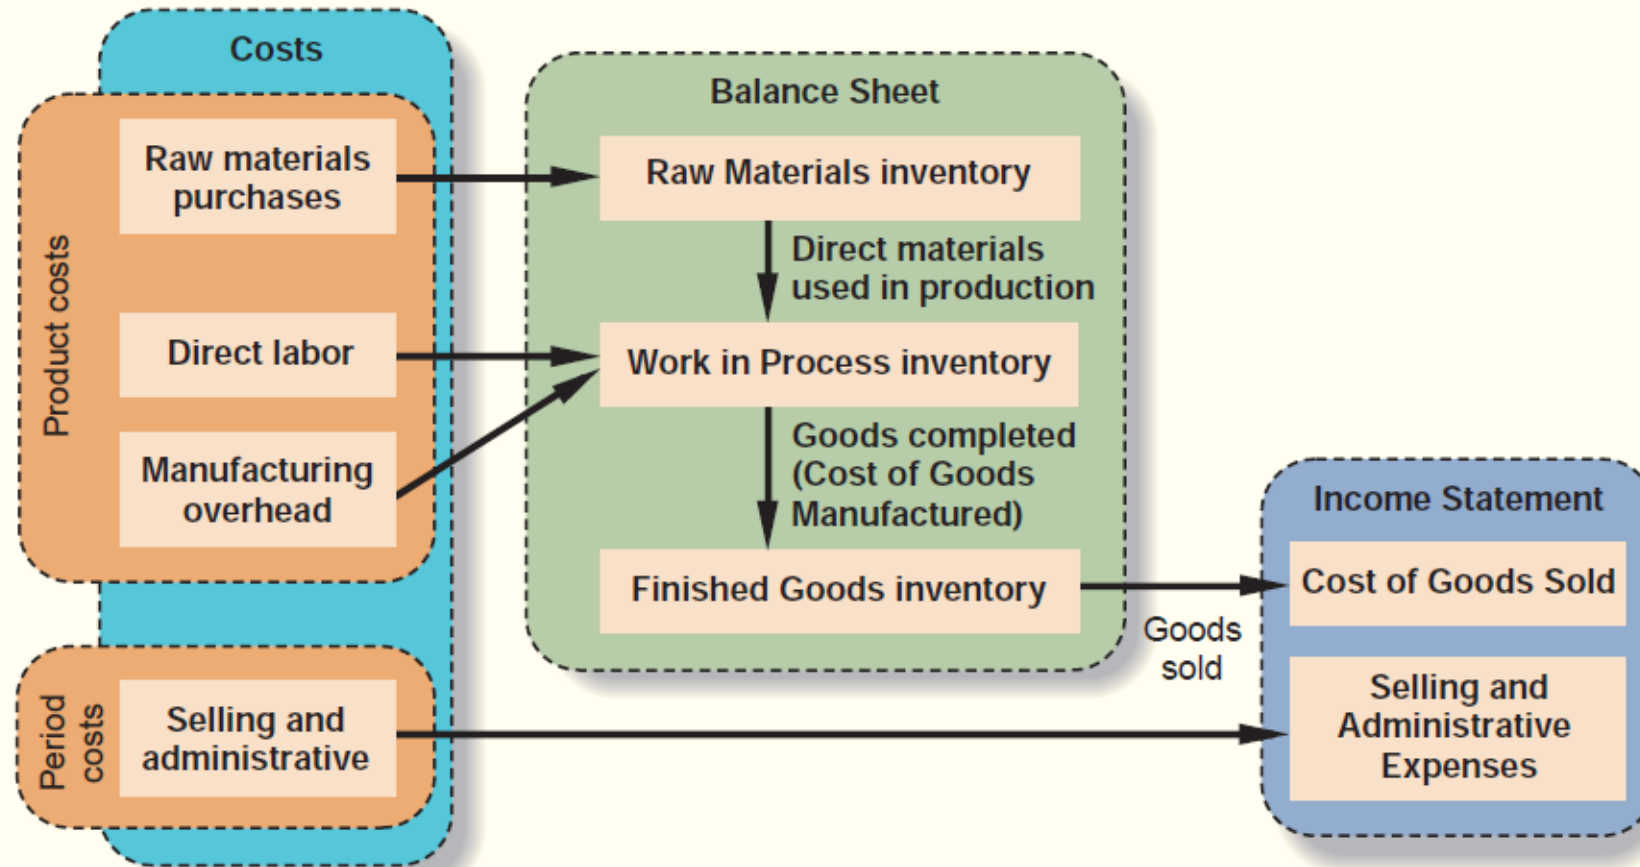 Costs
Product costs
Raw materials
purchases
Direct labor
Manufacturing
overhead
Period
costs
Selling and
administrative
Balance Sheet
Raw Materials inventory
Direct materials
used in production
Work in Process inventory
Goods completed
(Cost of Goods
Manufactured)
Finished Goods inventory
Goods
sold
Income Statement
Cost of Goods Sold
Selling and
Administrative
Expenses